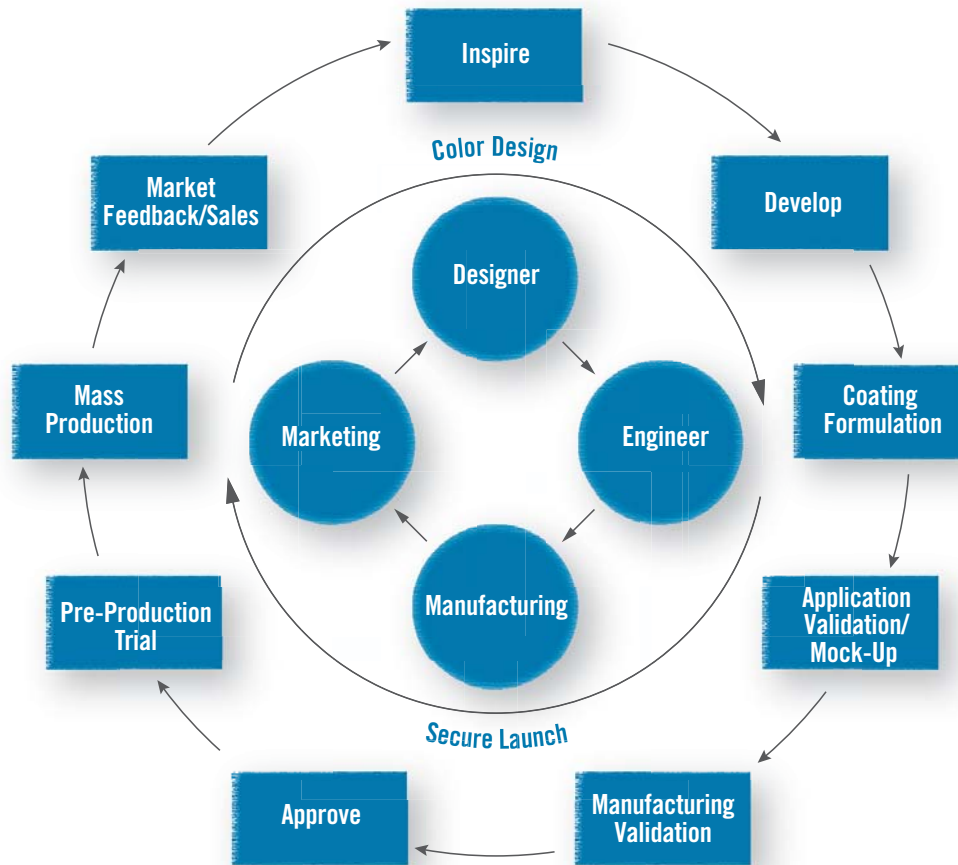 Inspire
Color Design
Market
Feedback/Sales
Develop
Designer
Mass
Production
Marketing
Engineer
Coating
Formulation
Manufacturing
Pre-Production
Trial
Application
Validation/
Mock-Up
Secure Launch
Approve
Manufacturing
Validation